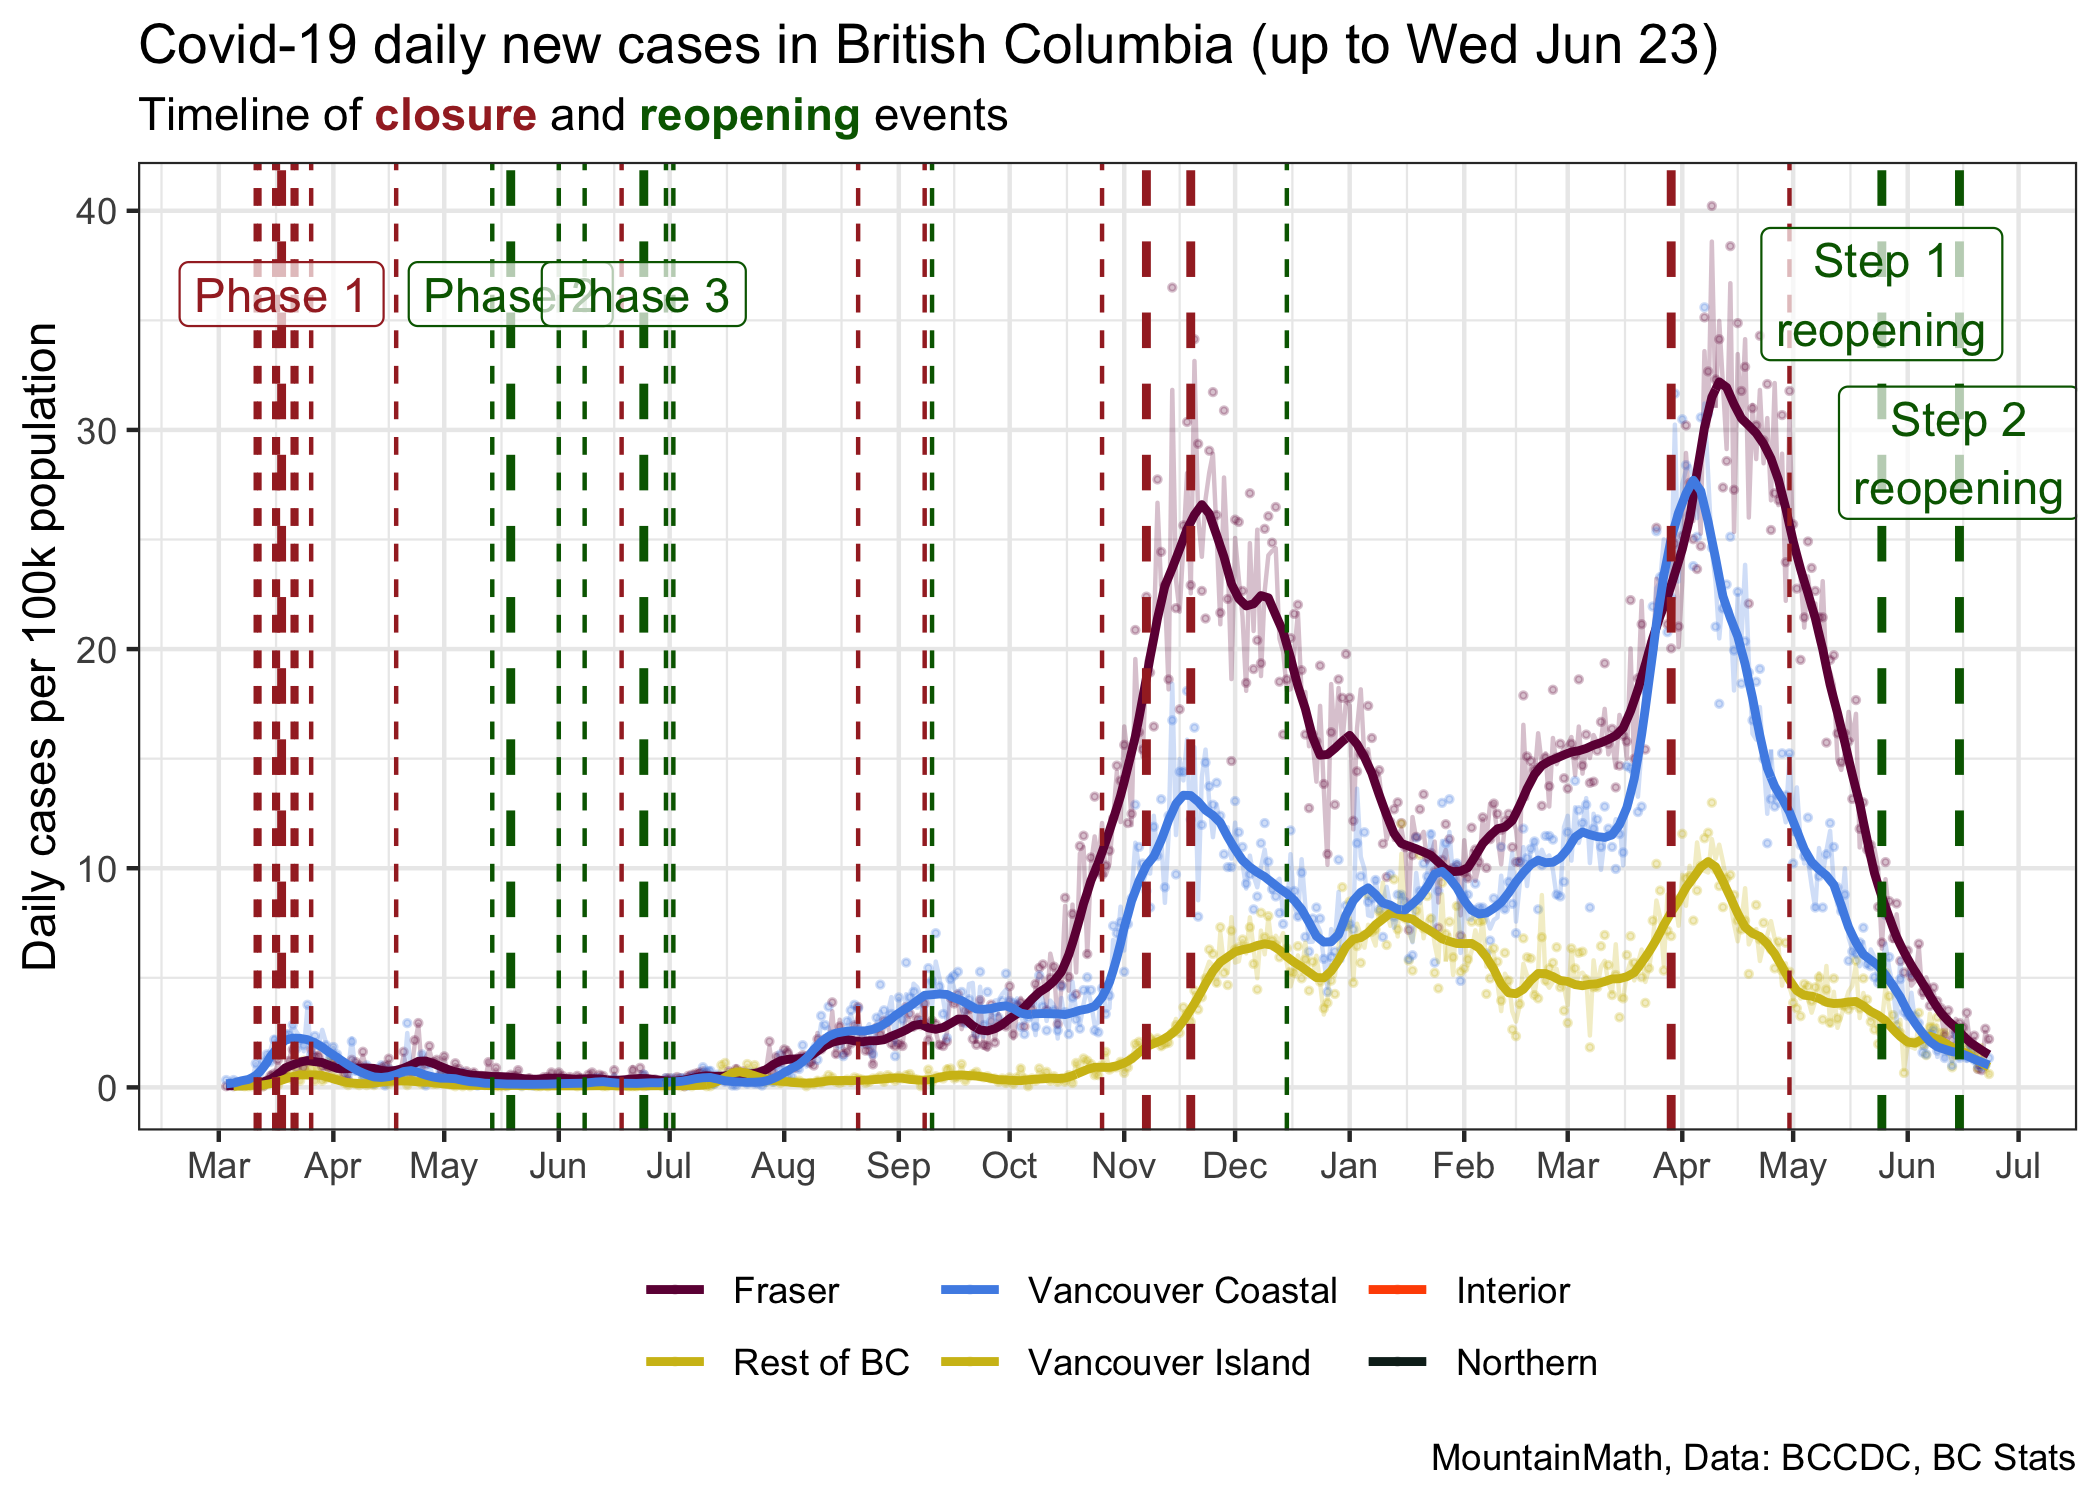 Covid-19 daily new cases in British Columbia (up to Wed Jun 23)
Timeline of closure and reopening events
Daily cases per 100k population
40
30
20
10
0
Phase 1
Phase 2
Phase 3
Step 1
reopening
Step 2
reopening
Mar Apr May Jun Jul Aug Sep Oct Nov Dec Jan Feb Mar Apr May Jun Jul
Fraser Vancouver Coastal Interior
Rest of BC Vancouver Island Northern
MountainMath, Data: BCCDC, BC Stats